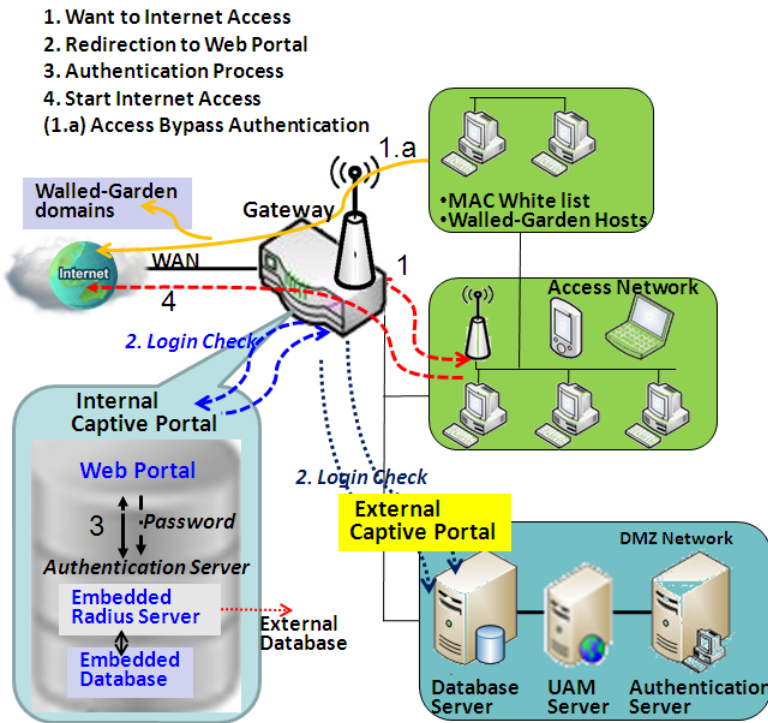 1. Want to Internet Access
2. Redirection to Web Portal
3. Authentication Process
4. Start Internet Access
(1.a) Access Bypass Authentication
1.a
Walled-Garden
domains
Gateway
•MAC White list
•Walled-Garden Hosts
Internet
WAN
1
4
Access Network
2. Login Check
Internal
Captive Portal
Web Portal
3
Password
Authentication Server
Embedded
Radius Server
External
Database
Embedded
Database
2. Login Check
External
Captive Portal
DMZ Network
Database
Server
UAM
Server
Authentication
Server